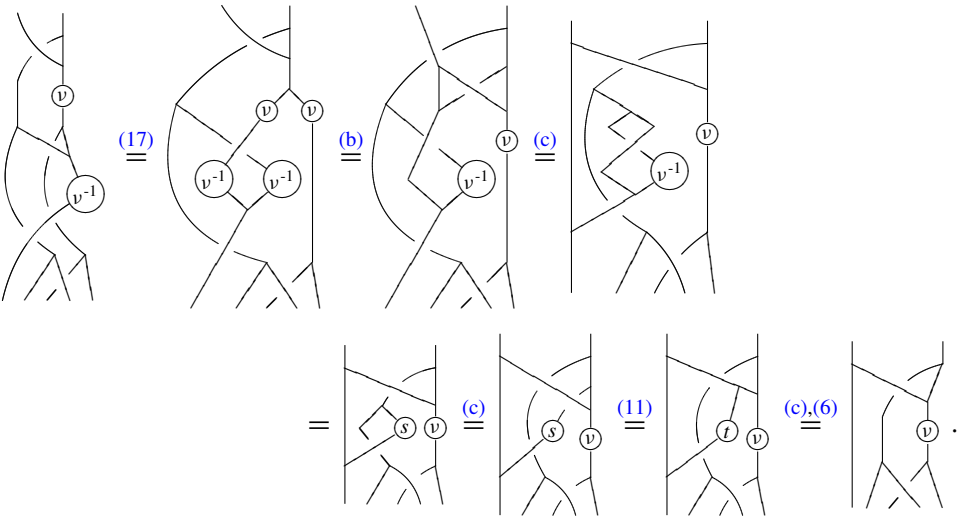 ν (17) = ν ν (b) = ν (c) = ν
ν⁻¹ ν⁻¹ ν⁻¹ ν⁻¹ ν⁻¹
= s ν (c) = s ν (11) = t ν (c),(6) = ν .